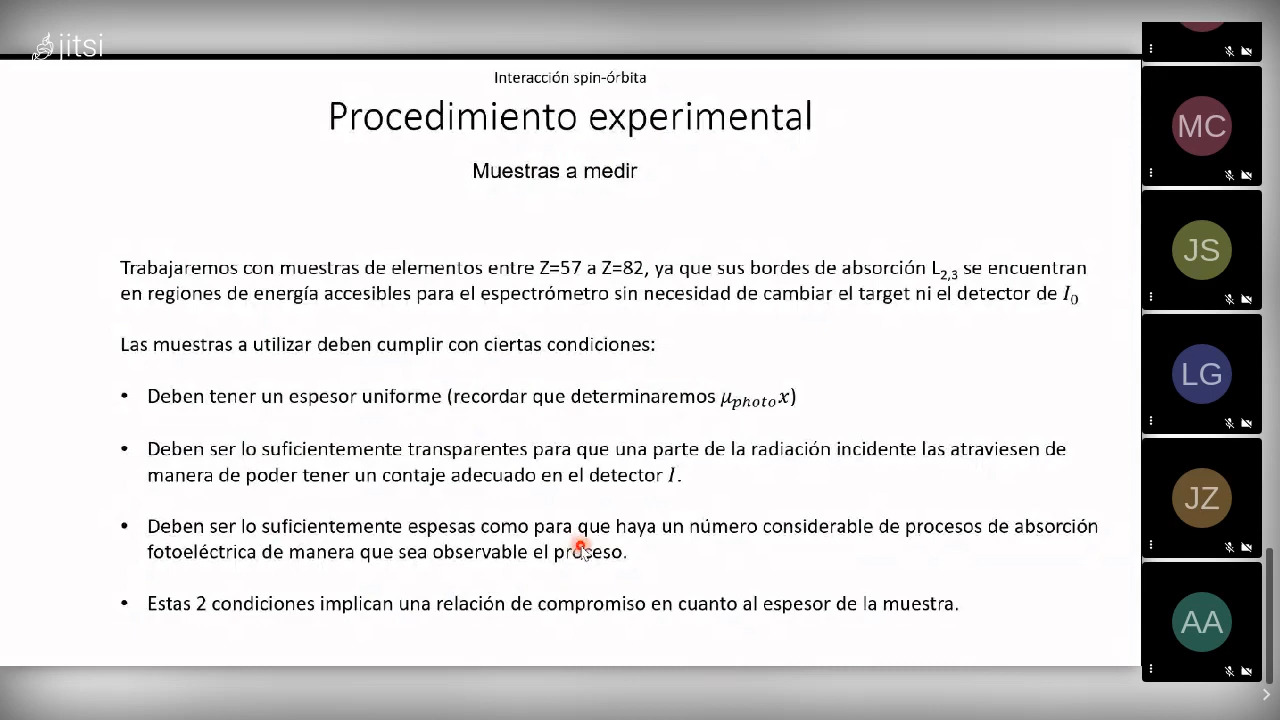 jitsi
Interacción spin-órbita
Procedimiento experimental
Muestras a medir
Trabajaremos con muestras de elementos entre Z=57 a Z=82, ya que sus bordes de absorción L2,3 se encuentran
en regiones de energía accesibles para el espectrómetro sin necesidad de cambiar el target ni el detector de I0
Las muestras a utilizar deben cumplir con ciertas condiciones:
• Deben tener un espesor uniforme (recordar que determinaremos μphotox)
• Deben ser lo suficientemente transparentes para que una parte de la radiación incidente las atraviesen de
manera de poder tener un contaje adecuado en el detector I.
• Deben ser lo suficientemente espesas como para que haya un número considerable de procesos de absorción
fotoeléctrica de manera que sea observable el proceso.
• Estas 2 condiciones implican una relación de compromiso en cuanto al espesor de la muestra.
MC
JS
LG
JZ
AA